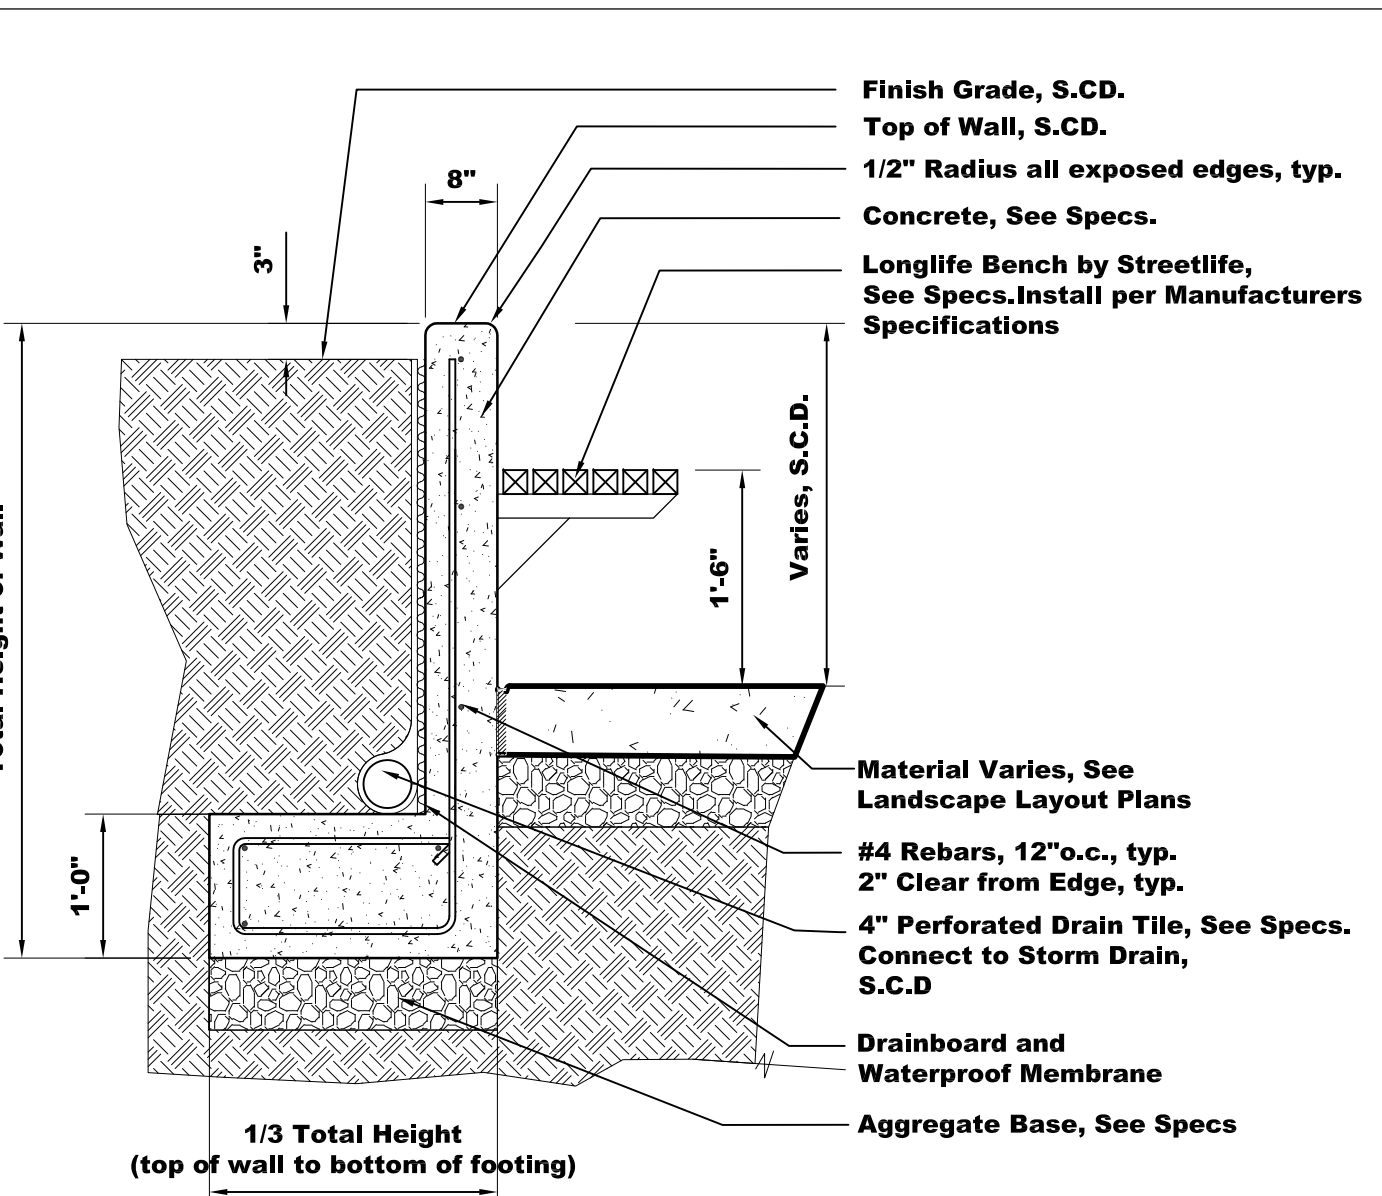 Finish Grade, S.CD.
Top of Wall, S.CD.
1/2" Radius all exposed edges, typ.
8"
Concrete, See Specs.
3"
Longlife Bench by Streetlife,
See Specs.Install per Manufacturers
Specifications
Varies, S.C.D.
1'-6"
Total Height of Wall
Material Varies, See
Landscape Layout Plans
#4 Rebars, 12"o.c., typ.
2" Clear from Edge, typ.
1'-0"
4" Perforated Drain Tile, See Specs.
Connect to Storm Drain,
S.C.D
Drainboard and
Waterproof Membrane
Aggregate Base, See Specs
1/3 Total Height
(top of wall to bottom of footing)